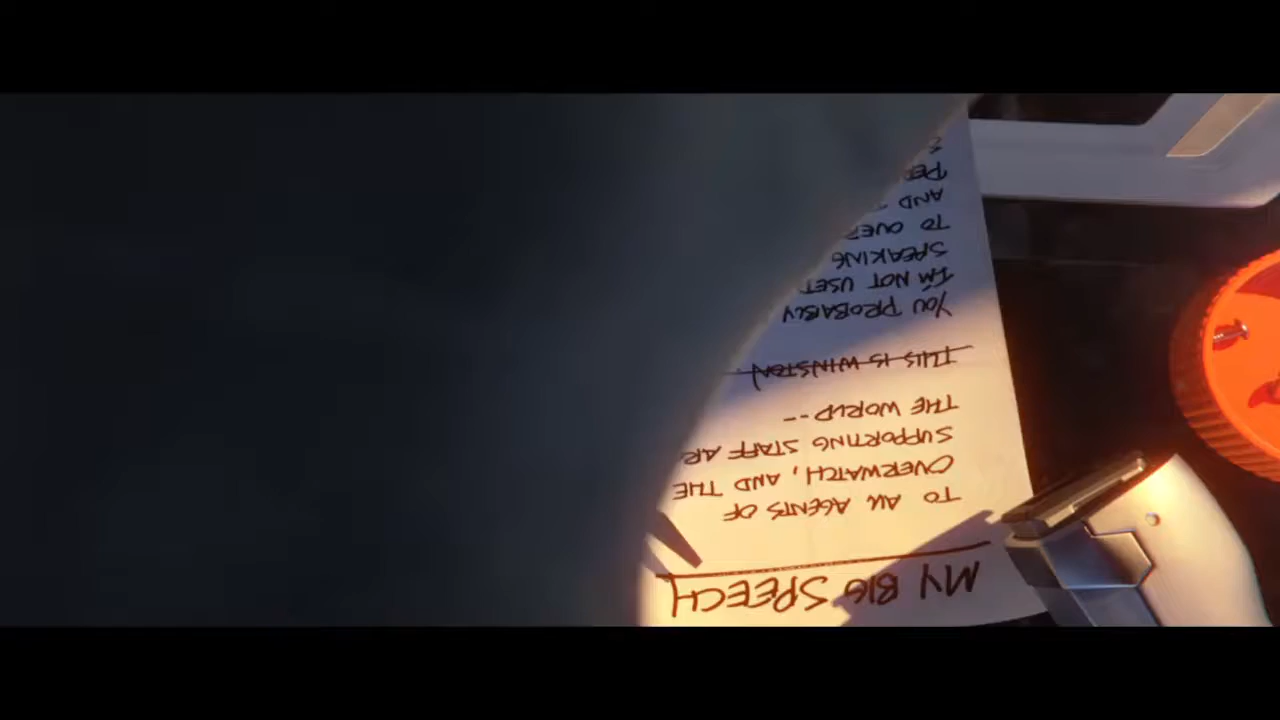 MY BIG SPEECH
TO ALL AGENTS OF
OVERWATCH, AND THE
SUPPORTING STAFF
THE WORLD--
THIS IS WINSTON.
YOU PROBABLY
I'M NOT USED
SPEAKING
TO
AND